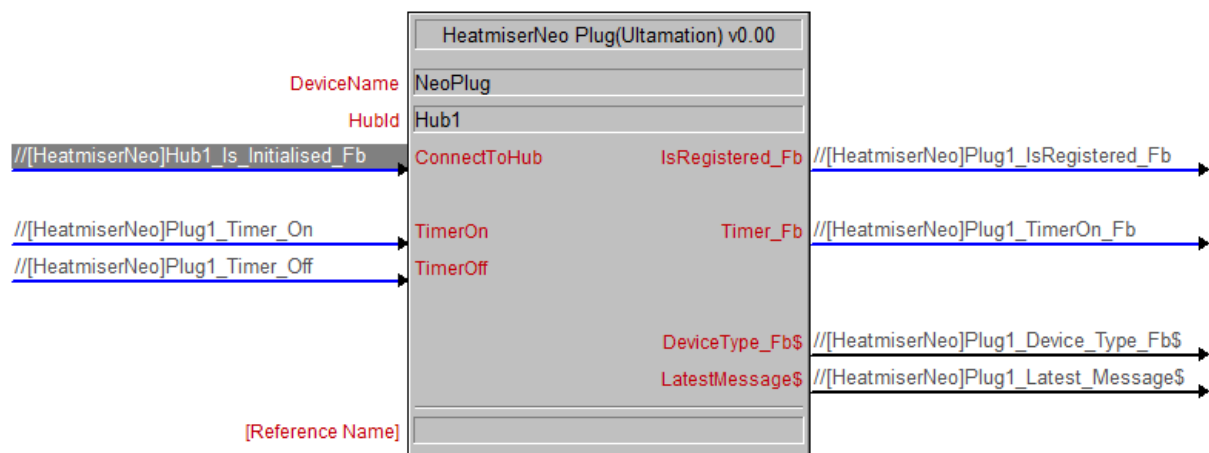 HeatmiserNeo Plug(Ultamation) v0.00
DeviceName NeoPlug
HubId Hub1
//[HeatmiserNeo]Hub1_Is_Initialised_Fb ConnectToHub IsRegistered_Fb //[HeatmiserNeo]Plug1_IsRegistered_Fb
//[HeatmiserNeo]Plug1_Timer_On TimerOn Timer_Fb //[HeatmiserNeo]Plug1_TimerOn_Fb
//[HeatmiserNeo]Plug1_Timer_Off TimerOff
DeviceType_Fb$ //[HeatmiserNeo]Plug1_Device_Type_Fb$
LatestMessage$ //[HeatmiserNeo]Plug1_Latest_Message$
[Reference Name]